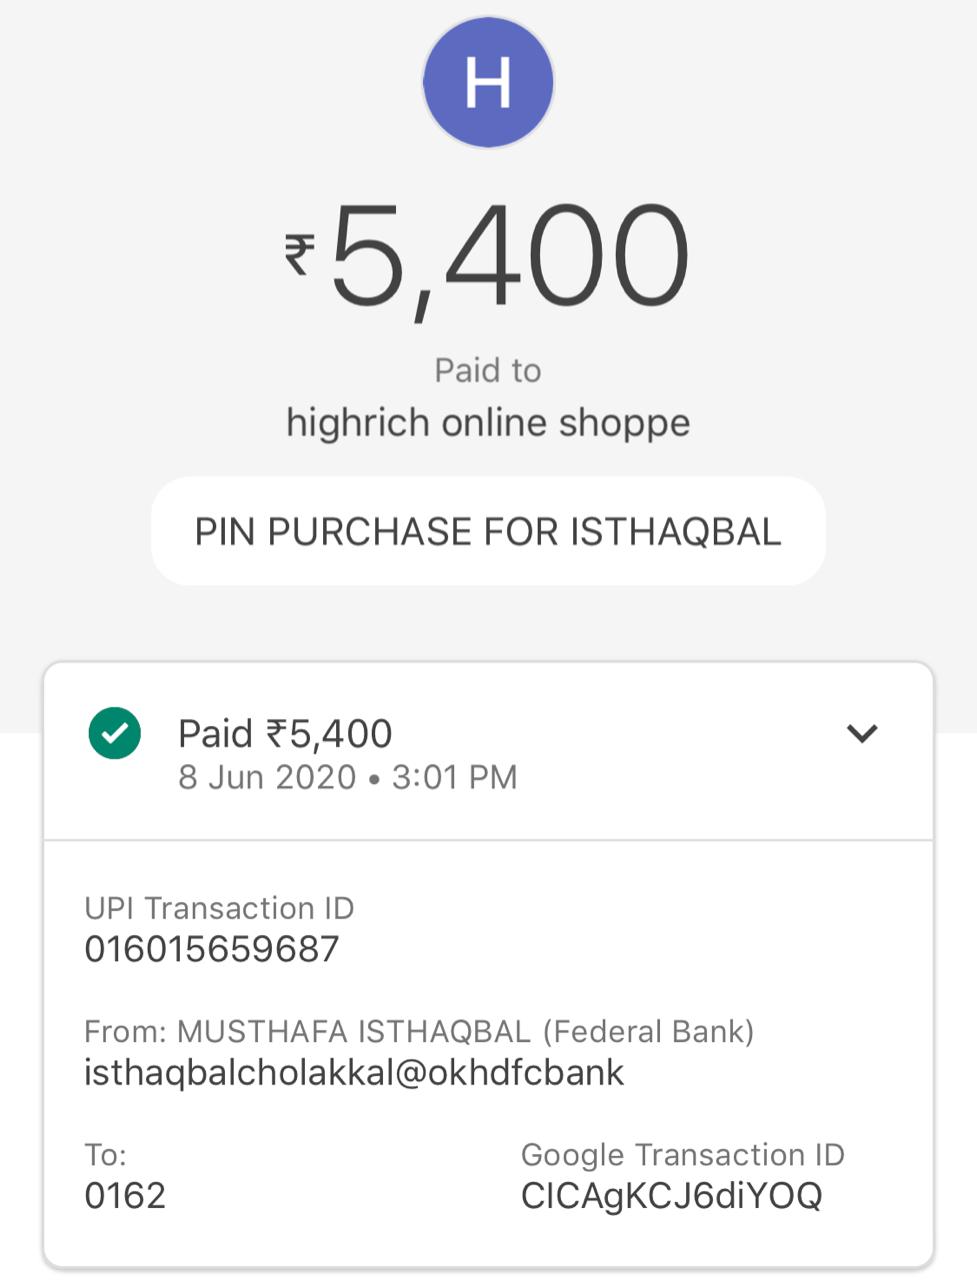 H
₹5,400
Paid to
highrich online shoppe
PIN PURCHASE FOR ISTHAQBAL
Paid ₹5,400
8 Jun 2020 • 3:01 PM
UPI Transaction ID
016015659687
From: MUSTHAFA ISTHAQBAL (Federal Bank)
isthaqbalcholakkal@okhdfcbank
To:
0162
Google Transaction ID
CICAgKCJ6diYOQ